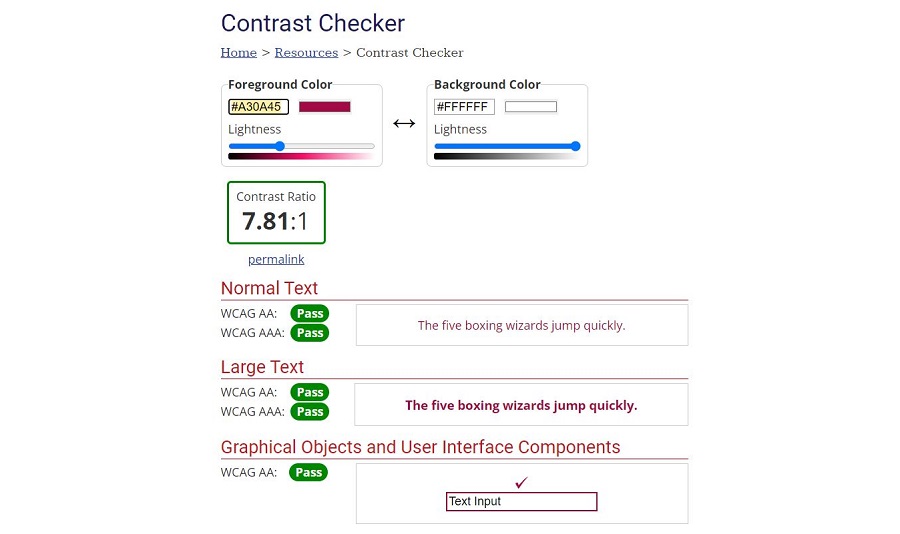 Contrast Checker
Home > Resources > Contrast Checker
Foreground Color
#A30A45
Lightness
Background Color
#FFFFFF
Lightness
Contrast Ratio
7.81:1
permalink
Normal Text
WCAG AA: Pass
WCAG AAA: Pass
The five boxing wizards jump quickly.
Large Text
WCAG AA: Pass
WCAG AAA: Pass
The five boxing wizards jump quickly.
Graphical Objects and User Interface Components
WCAG AA: Pass
Text Input